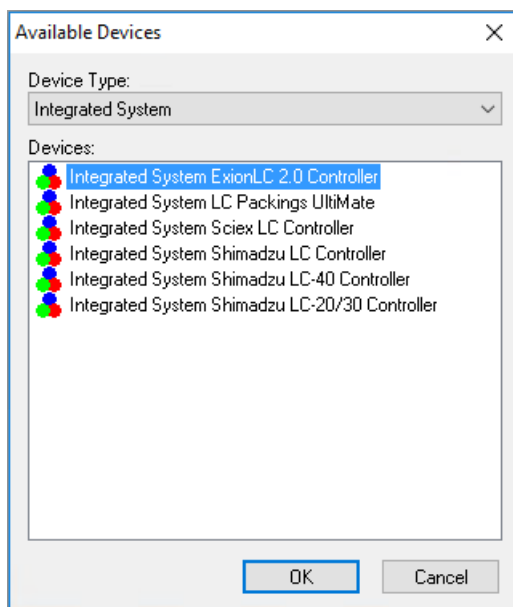 Available Devices
Device Type:
Integrated System
Devices:
Integrated System ExionLC 2.0 Controller
Integrated System LC Packings UltiMate
Integrated System Sciex LC Controller
Integrated System Shimadzu LC Controller
Integrated System Shimadzu LC-40 Controller
Integrated System Shimadzu LC-20/30 Controller
OK Cancel